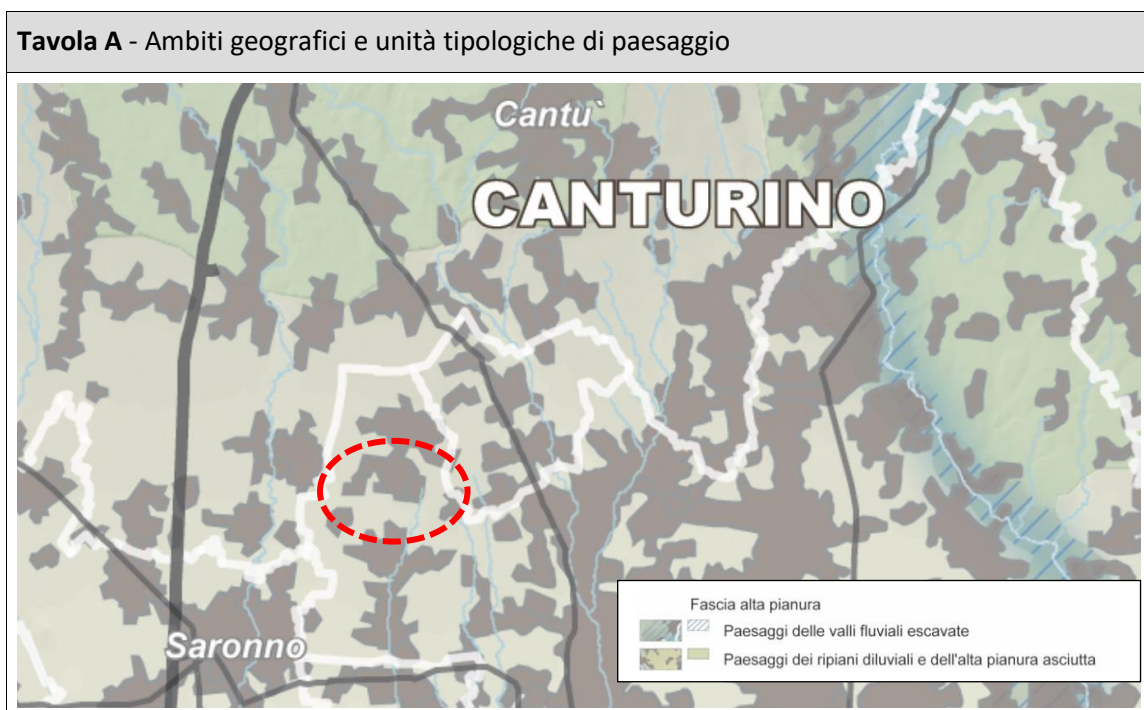 Tavola A - Ambiti geografici e unità tipologiche di paesaggio
Cantu`
CANTURINO
Saronno
Fascia alta pianura
Paesaggi delle valli fluviali escavate
Paesaggi dei ripiani diluviali e dell'alta pianura asciutta